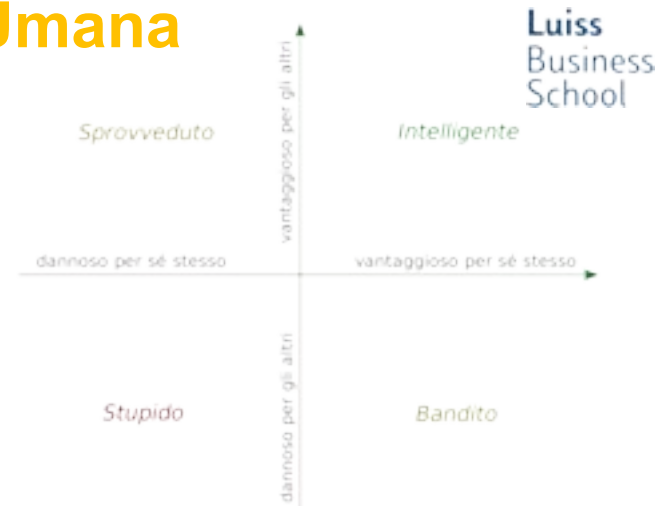 Umana
Luiss
Business
School
vantaggioso per gli altri
Sprovveduto
Intelligente
dannoso per sé stesso
vantaggioso per sé stesso
dannoso per gli altri
Stupido
Bandito